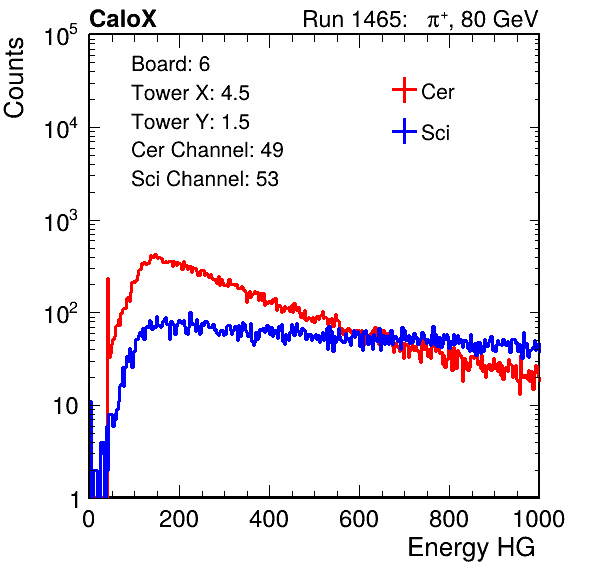 CaloX Run 1465: π⁺, 80 GeV
Counts
Board: 6
Tower X: 4.5
Tower Y: 1.5
Cer Channel: 49
Sci Channel: 53
Cer
Sci
10⁵
10⁴
10³
10²
10
1
0 200 400 600 800 1000
Energy HG